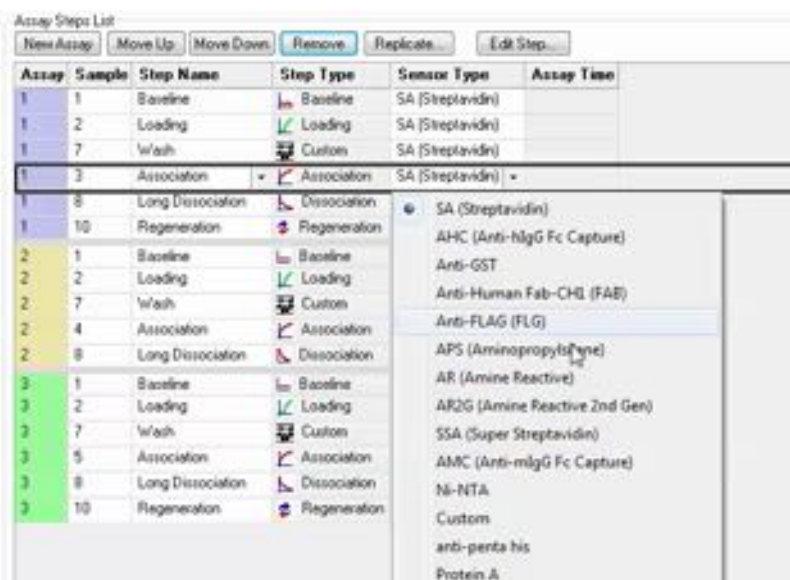 Assay Steps List
New Assay Move Up Move Down Remove Replicate... Edit Step...
Assay Sample Step Name Step Type Sensor Type Assay Time
1 1 Baseline Baseline SA (Streptavidin)
1 2 Loading Loading SA (Streptavidin)
1 7 Wash Custom SA (Streptavidin)
1 3 Association Association SA (Streptavidin)
1 8 Long Dissociation Dissociation
1 10 Regeneration Regeneration
2 1 Baseline Baseline
2 2 Loading Loading
2 7 Wash Custom
2 4 Association Association
2 8 Long Dissociation Dissociation
3 1 Baseline Baseline
3 2 Loading Loading
3 7 Wash Custom
3 5 Association Association
3 8 Long Dissociation Dissociation
3 10 Regeneration Regeneration
SA (Streptavidin)
AHC (Anti-hIgG Fc Capture)
Anti-GST
Anti-Human Fab-CH1 (FAB)
Anti-FLAG (FLG)
APS (Aminopropylsilane)
AR (Amine Reactive)
AR2G (Amine Reactive 2nd Gen)
SSA (Super Streptavidin)
AMC (Anti-mIgG Fc Capture)
Ni-NTA
Custom
anti-penta his
Protein A